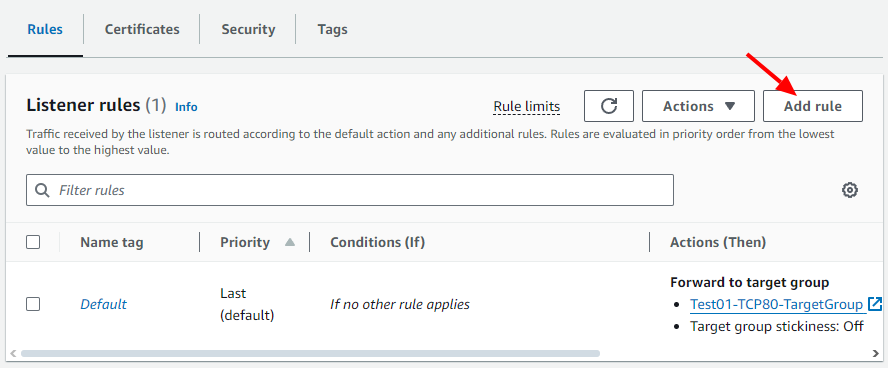 Rules Certificates Security Tags
Listener rules (1) Info Rule limits Actions Add rule
Traffic received by the listener is routed according to the default action and any additional rules. Rules are evaluated in priority order from the lowest
value to the highest value.
Filter rules
Name tag Priority Conditions (If) Actions (Then)
Forward to target group
Default Last (default) If no other rule applies
Test01-TCP80-TargetGroup
Target group stickiness: Off